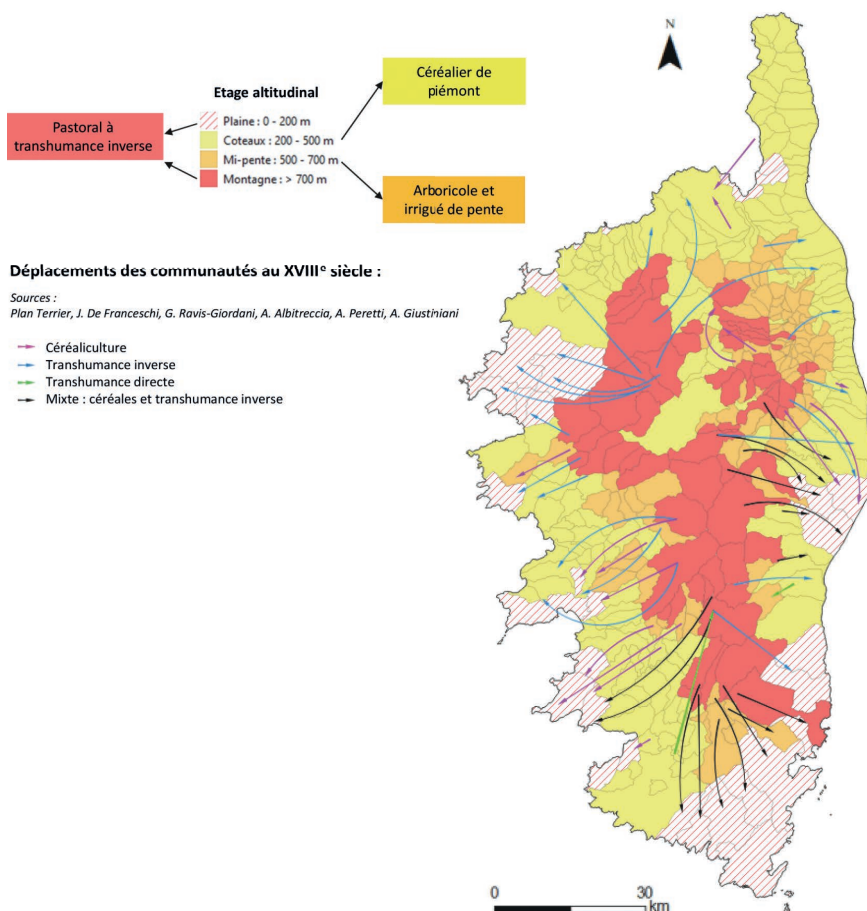 N
Etage altitudinal
Pastoral à
transhumance inverse
Plaine : 0 - 200 m
Coteaux : 200 - 500 m
Mi-pente : 500 - 700 m
Montagne : > 700 m
Céréalier de
piémont
Arboricole et
irrigué de pente
Déplacements des communautés au XVIIIe siècle :
Sources :
Plan Terrier, J. De Franceschi, G. Ravis-Giordani, A. Albitreccia, A. Peretti, A. Giustiniani
Céréaliculture
Transhumance inverse
Transhumance directe
Mixte : céréales et transhumance inverse
0 30
km